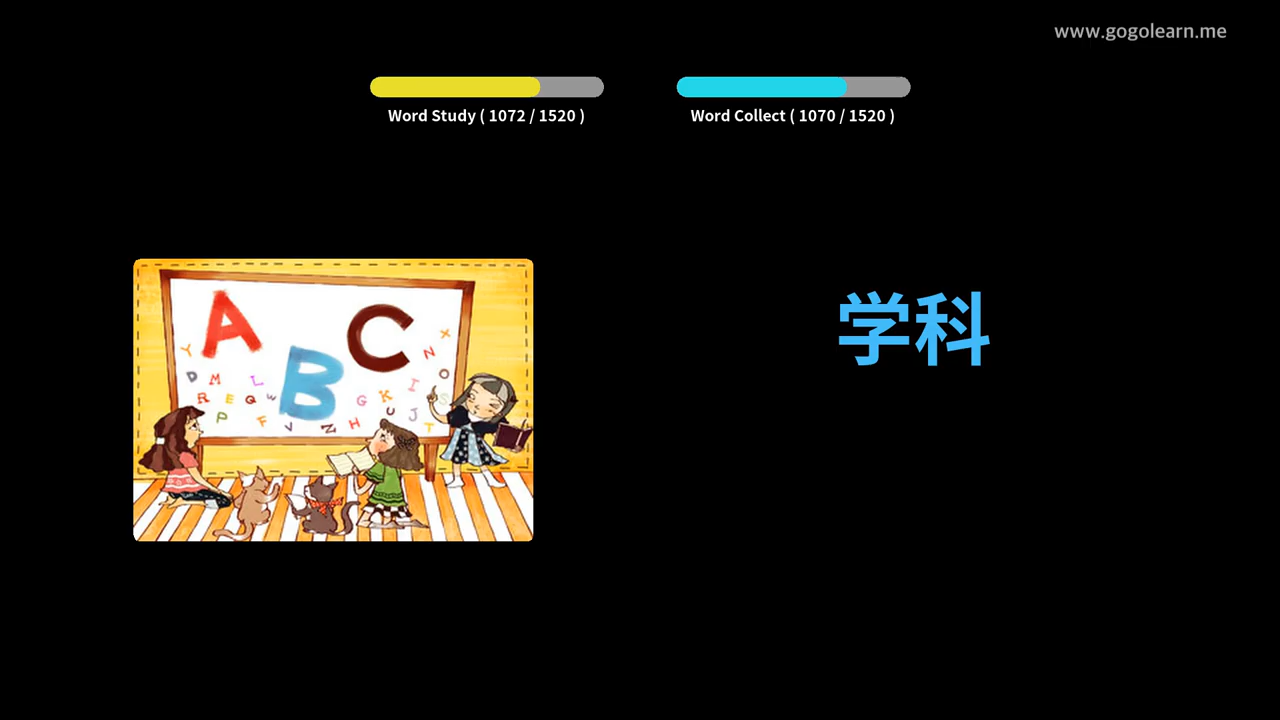 www.gogolearn.me
Word Study ( 1072 / 1520 )
Word Collect ( 1070 / 1520 )
学科
A
B
C
Y
D M L
R E Q W
P F V Z H
G K I
U J T
X
N
O
S